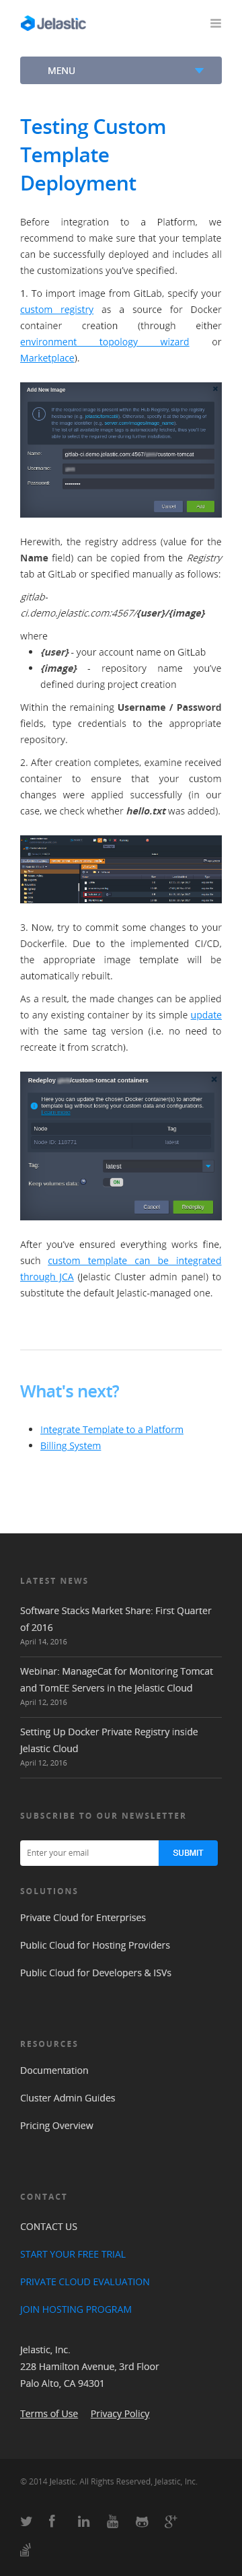 Jelastic
MENU
Testing Custom
Template
Deployment
Before integration to a Platform, we
recommend to make sure that your template
can be successfully deployed and includes all
the customizations you've specified.
1. To import image from GitLab, specify your
custom registry as a source for Docker
container creation (through either
environment topology wizard or
Marketplace).
Add New Image
Name:
gitlab-ci.demo.jelastic.com:4567/ /custom-tomcat
Username:
Password:
Cancel Add
Herewith, the registry address (value for the
Name field) can be copied from the Registry
tab at GitLab or specified manually as follows:
gitlab-
ci.demo.jelastic.com:4567/{user}/{image}
where
{user} - your account name on GitLab
{image} - repository name you've
defined during project creation
Within the remaining Username / Password
fields, type credentials to the appropriate
repository.
2. After creation completes, examine received
container to ensure that your custom
changes were applied successfully (in our
case, we check whether hello.txt was added).
3. Now, try to commit some changes to your
Dockerfile. Due to the implemented CI/CD,
the appropriate image template will be
automatically rebuilt.
As a result, the made changes can be applied
to any existing container by its simple update
with the same tag version (i.e. no need to
recreate it from scratch).
Redeploy /custom-tomcat containers
Here you can update the chosen Docker container(s) to another
template tag without losing your custom data and configurations.
Node Tag
latest
Tag: latest
Keep volumes data ON
Cancel Redeploy
After you've ensured everything works fine,
such custom template can be integrated
through JCA (Jelastic Cluster admin panel) to
substitute the default Jelastic-managed one.
What's next?
Integrate Template to a Platform
Billing System
LATEST NEWS
Software Stacks Market Share: First Quarter
of 2016
April 14, 2016
Webinar: ManageCat for Monitoring Tomcat
and TomEE Servers in the Jelastic Cloud
April 12, 2016
Setting Up Docker Private Registry inside
Jelastic Cloud
April 12, 2016
SUBSCRIBE TO OUR NEWSLETTER
Enter your email SUBMIT
SOLUTIONS
Private Cloud for Enterprises
Public Cloud for Hosting Providers
Public Cloud for Developers & ISVs
RESOURCES
Documentation
Cluster Admin Guides
Pricing Overview
CONTACT
CONTACT US
START YOUR FREE TRIAL
PRIVATE CLOUD EVALUATION
JOIN HOSTING PROGRAM
Jelastic, Inc.
228 Hamilton Avenue, 3rd Floor
Palo Alto, CA 94301
Terms of Use Privacy Policy
© 2014 Jelastic. All Rights Reserved, Jelastic, Inc.